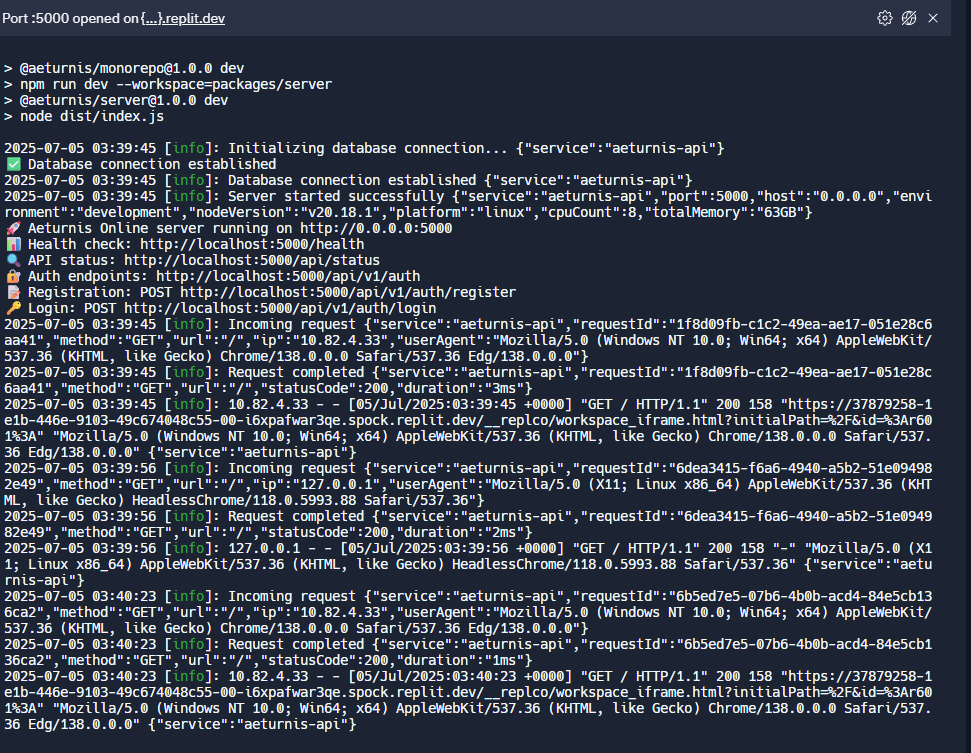 Port :5000 opened on {...}.replit.dev
> @aeturnis/monorepo@1.0.0 dev
> npm run dev --workspace=packages/server
> @aeturnis/server@1.0.0 dev
> node dist/index.js
2025-07-05 03:39:45 [info]: Initializing database connection... {"service":"aeturnis-api"}
✅ Database connection established
2025-07-05 03:39:45 [info]: Database connection established {"service":"aeturnis-api"}
2025-07-05 03:39:45 [info]: Server started successfully {"service":"aeturnis-api","port":5000,"host":"0.0.0.0","envi
ronment":"development","nodeVersion":"v20.18.1","platform":"linux","cpuCount":8,"totalMemory":"63GB"}
🚀 Aeturnis Online server running on http://0.0.0.0:5000
📊 Health check: http://localhost:5000/health
🔍 API status: http://localhost:5000/api/status
🔐 Auth endpoints: http://localhost:5000/api/v1/auth
📝 Registration: POST http://localhost:5000/api/v1/auth/register
🔑 Login: POST http://localhost:5000/api/v1/auth/login
2025-07-05 03:39:45 [info]: Incoming request {"service":"aeturnis-api","requestId":"1f8d09fb-c1c2-49ea-ae17-051e28c6
aa41","method":"GET","url":"/","ip":"10.82.4.33","userAgent":"Mozilla/5.0 (Windows NT 10.0; Win64; x64) AppleWebKit/
537.36 (KHTML, like Gecko) Chrome/138.0.0.0 Safari/537.36 Edg/138.0.0.0"}
2025-07-05 03:39:45 [info]: Request completed {"service":"aeturnis-api","requestId":"1f8d09fb-c1c2-49ea-ae17-051e28c
6aa41","method":"GET","url":"/","statusCode":200,"duration":"3ms"}
2025-07-05 03:39:45 [info]: 10.82.4.33 - - [05/Jul/2025:03:39:45 +0000] "GET / HTTP/1.1" 200 158 "https://37879258-1
e1b-446e-9103-49c674048c55-00-i6xpafwar3qe.spock.replit.dev/__replco/workspace_iframe.html?initialPath=%2F&id=%3Ar60
1%3A" "Mozilla/5.0 (Windows NT 10.0; Win64; x64) AppleWebKit/537.36 (KHTML, like Gecko) Chrome/138.0.0.0 Safari/537.
36 Edg/138.0.0.0" {"service":"aeturnis-api"}
2025-07-05 03:39:56 [info]: Incoming request {"service":"aeturnis-api","requestId":"6dea3415-f6a6-4940-a5b2-51e09498
2e49","method":"GET","url":"/","ip":"127.0.0.1","userAgent":"Mozilla/5.0 (X11; Linux x86_64) AppleWebKit/537.36 (KHT
ML, like Gecko) HeadlessChrome/118.0.5993.88 Safari/537.36"}
2025-07-05 03:39:56 [info]: Request completed {"service":"aeturnis-api","requestId":"6dea3415-f6a6-4940-a5b2-51e0949
82e49","method":"GET","url":"/","statusCode":200,"duration":"2ms"}
2025-07-05 03:39:56 [info]: 127.0.0.1 - - [05/Jul/2025:03:39:56 +0000] "GET / HTTP/1.1" 200 158 "-" "Mozilla/5.0 (X1
1; Linux x86_64) AppleWebKit/537.36 (KHTML, like Gecko) HeadlessChrome/118.0.5993.88 Safari/537.36" {"service":"aetu
rnis-api"}
2025-07-05 03:40:23 [info]: Incoming request {"service":"aeturnis-api","requestId":"6b5ed7e5-07b6-4b0b-acd4-84e5cb13
6ca2","method":"GET","url":"/","ip":"10.82.4.33","userAgent":"Mozilla/5.0 (Windows NT 10.0; Win64; x64) AppleWebKit/
537.36 (KHTML, like Gecko) Chrome/138.0.0.0 Safari/537.36 Edg/138.0.0.0"}
2025-07-05 03:40:23 [info]: Request completed {"service":"aeturnis-api","requestId":"6b5ed7e5-07b6-4b0b-acd4-84e5cb1
36ca2","method":"GET","url":"/","statusCode":200,"duration":"1ms"}
2025-07-05 03:40:23 [info]: 10.82.4.33 - - [05/Jul/2025:03:40:23 +0000] "GET / HTTP/1.1" 200 158 "https://37879258-1
e1b-446e-9103-49c674048c55-00-i6xpafwar3qe.spock.replit.dev/__replco/workspace_iframe.html?initialPath=%2F&id=%3Ar60
1%3A" "Mozilla/5.0 (Windows NT 10.0; Win64; x64) AppleWebKit/537.36 (KHTML, like Gecko) Chrome/138.0.0.0 Safari/537.
36 Edg/138.0.0.0" {"service":"aeturnis-api"}